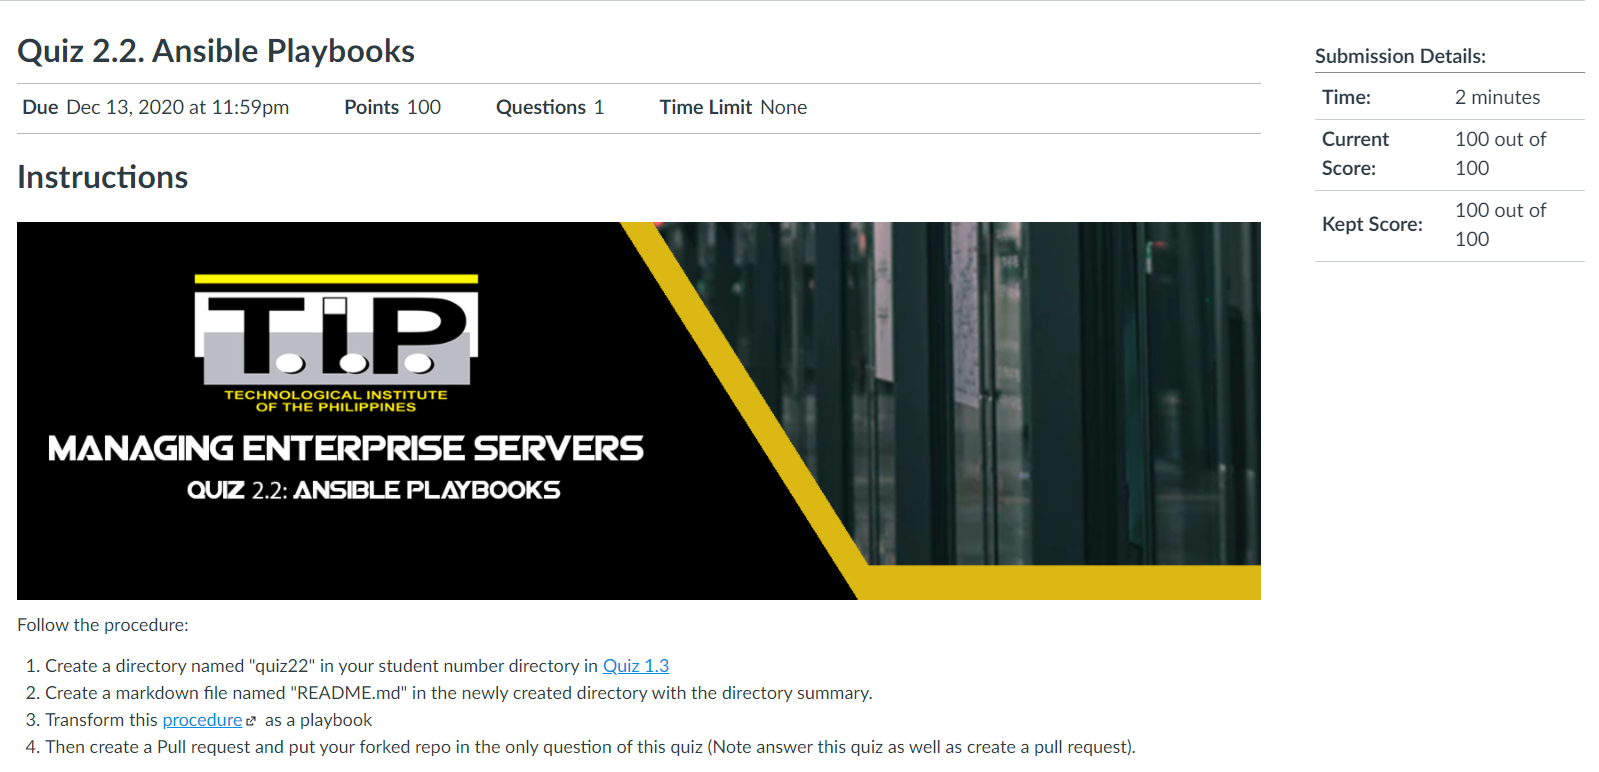 Quiz 2.2. Ansible Playbooks
Due Dec 13, 2020 at 11:59pm Points 100 Questions 1 Time Limit None
Instructions
T.I.P.
TECHNOLOGICAL INSTITUTE
OF THE PHILIPPINES
MANAGING ENTERPRISE SERVERS
QUIZ 2.2: ANSIBLE PLAYBOOKS
Follow the procedure:
1. Create a directory named "quiz22" in your student number directory in Quiz 1.3
2. Create a markdown file named "README.md" in the newly created directory with the directory summary.
3. Transform this procedure as a playbook
4. Then create a Pull request and put your forked repo in the only question of this quiz (Note answer this quiz as well as create a pull request).
Submission Details:
Time: 2 minutes
Current Score: 100 out of 100
Kept Score: 100 out of 100